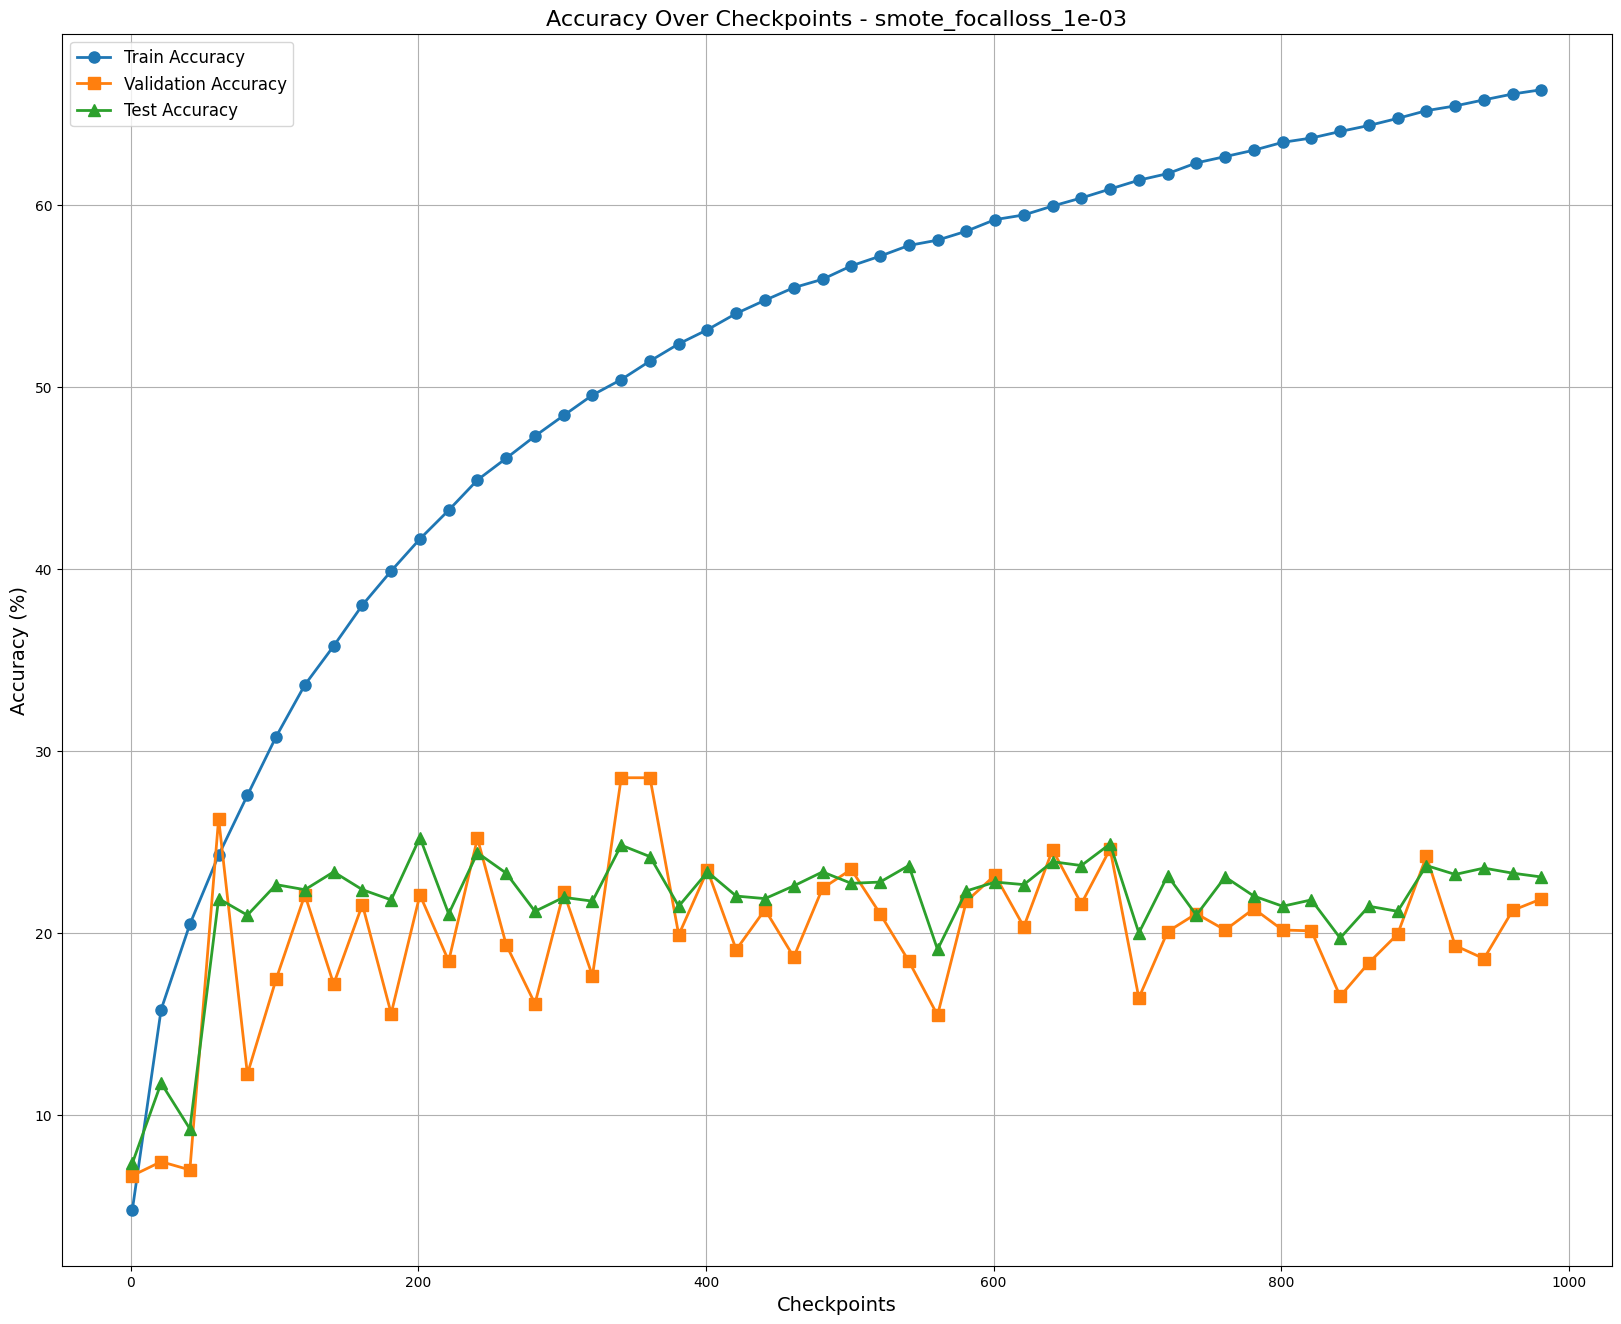 Accuracy Over Checkpoints - smote_focalloss_1e-03
Train Accuracy
Validation Accuracy
Test Accuracy
Accuracy (%)
60
50
40
30
20
10
0 200 400 600 800 1000
Checkpoints